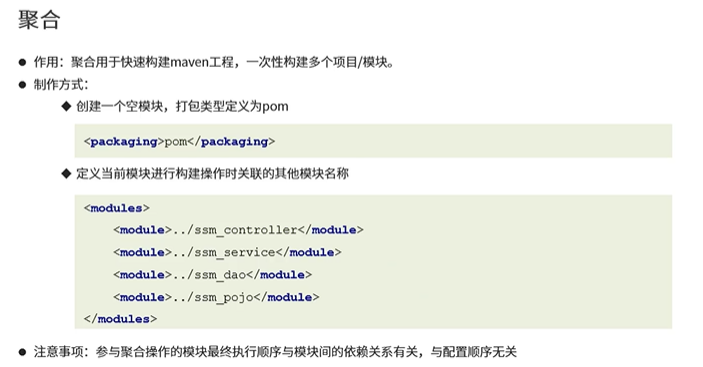 聚合
● 作用：聚合用于快速构建maven工程，一次性构建多个项目/模块。
● 制作方式：
◆ 创建一个空模块，打包类型定义为pom
<packaging>pom</packaging>
◆ 定义当前模块进行构建操作时关联的其他模块名称
<modules>
<module>../ssm_controller</module>
<module>../ssm_service</module>
<module>../ssm_dao</module>
<module>../ssm_pojo</module>
</modules>
● 注意事项：参与聚合操作的模块最终执行顺序与模块间的依赖关系有关，与配置顺序无关